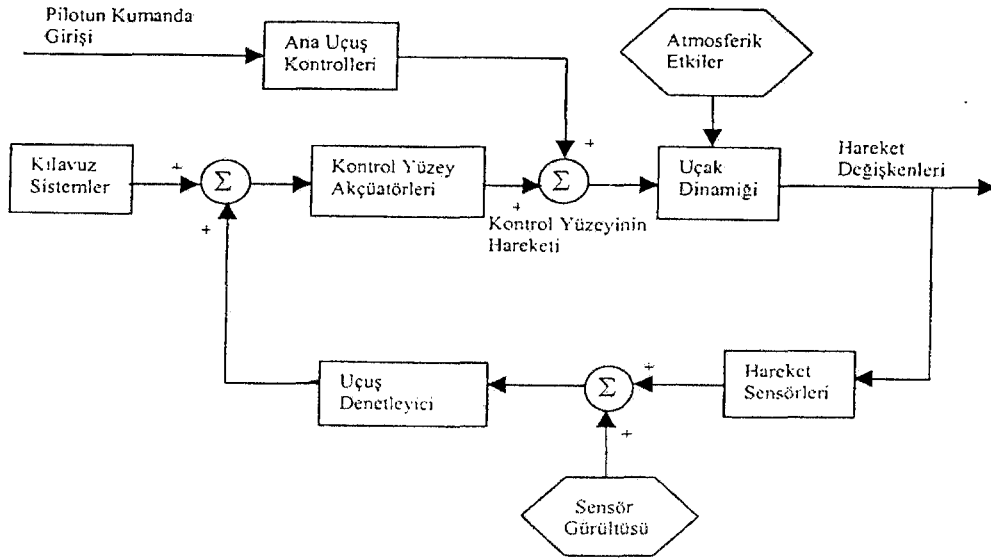 Pilotun Kumanda
Girişi
Ana Uçuş
Kontrolleri
Atmosferik
Etkiler
Kılavuz
Sistemler
+
Σ
+
Kontrol Yüzey
Akçüatörleri
+
+
Σ
Kontrol Yüzeyinin
Hareketi
Uçak
Dinamiği
Hareket
Değişkenleri
Uçuş
Denetleyici
Σ
+
+
Hareket
Sensörleri
Sensör
Gürültüsü